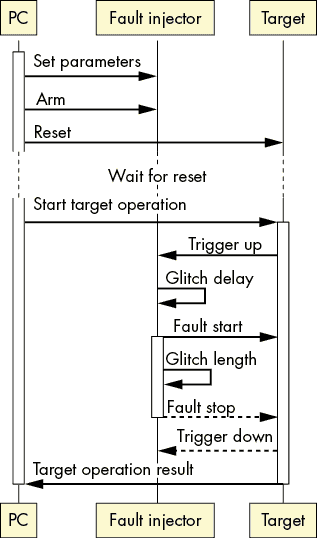 PC Fault injector Target
Set parameters
Arm
Reset
Wait for reset
Start target operation
Trigger up
Glitch delay
Fault start
Glitch length
Fault stop
Trigger down
Target operation result
PC Fault injector Target